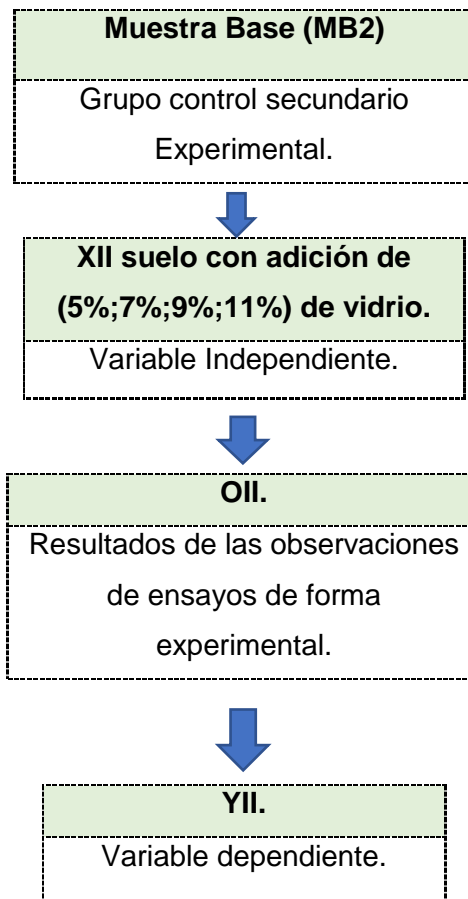 Muestra Base (MB2)
Grupo control secundario
Experimental.
XII suelo con adición de
(5%;7%;9%;11%) de vidrio.
Variable Independiente.
OII.
Resultados de las observaciones
de ensayos de forma
experimental.
YII.
Variable dependiente.